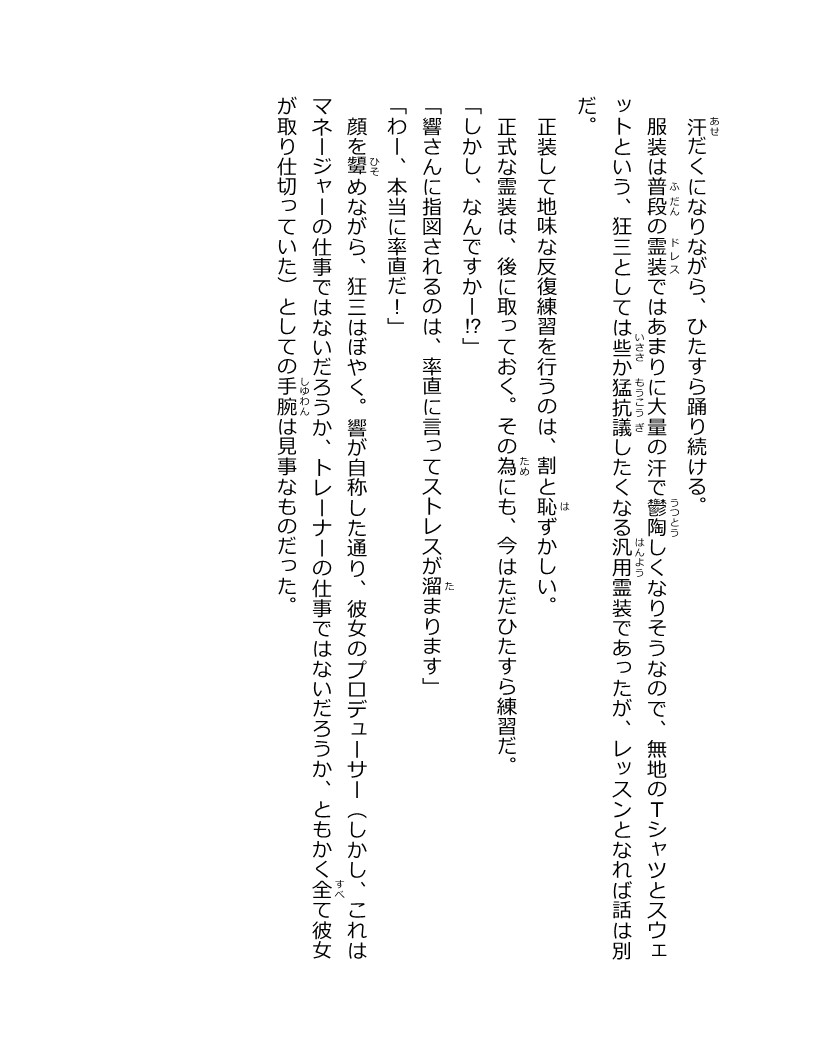 汗だくになりながら、ひたすら踊り続ける。
服装は普段の霊装ではあまりに大量の汗で鬱陶しくなりそうなので、無地のＴシャツとスウェ
ットという、狂三としては些か猛抗議したくなる汎用霊装であったが、レッスンとなれば話は別
だ。
正装して地味な反復練習を行うのは、割と恥ずかしい。
正式な霊装は、後に取っておく。その為にも、今はただひたすら練習だ。
「しかし、なんですかー!?」
「響さんに指図されるのは、率直に言ってストレスが溜まります」
「わー、本当に率直だ！」
顔を顰めながら、狂三はぼやく。響が自称した通り、彼女のプロデューサー（しかし、これは
マネージャーの仕事ではないだろうか、トレーナーの仕事ではないだろうか、ともかく全て彼女
が取り仕切っていた）としての手腕は見事なものだった。